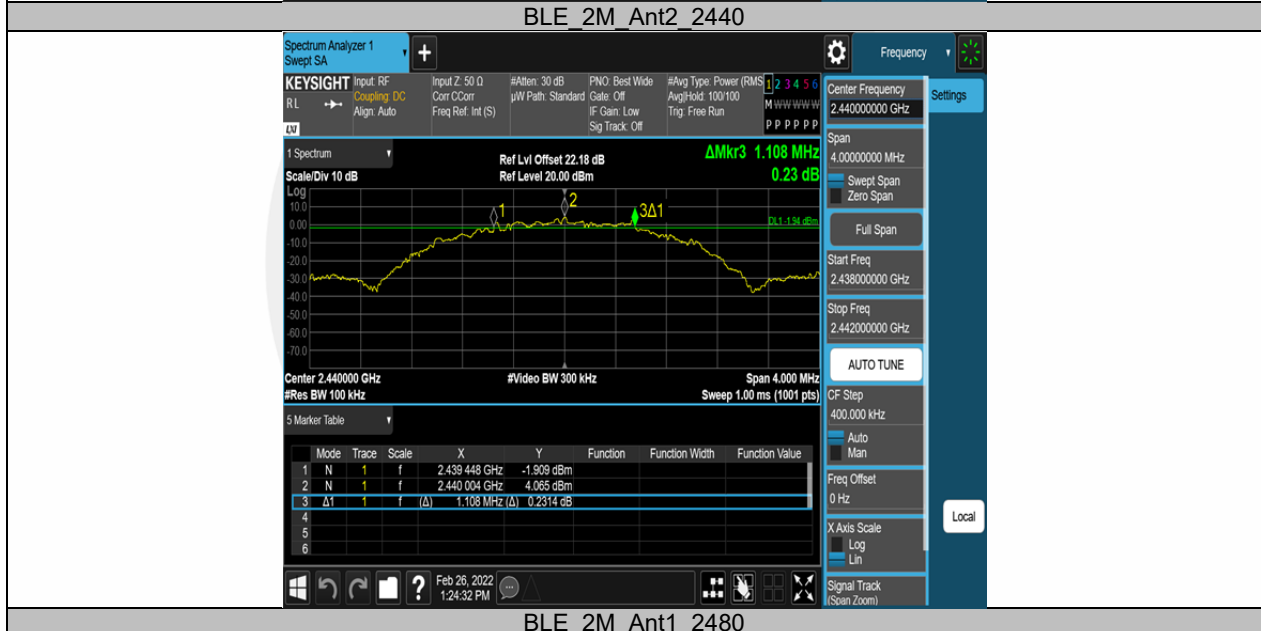 BLE_2M_Ant2_2440
Spectrum Analyzer 1
Swept SA
+
Frequency
KEYSIGHT
RL
LXI
Input: RF
Coupling: DC
Align: Auto
Input Z: 50 Ω
Corr CCorr
Freq Ref: Int (S)
#Atten: 30 dB
µW Path: Standard
PNO: Best Wide
Gate: Off
IF Gain: Low
Sig Track: Off
#Avg Type: Power (RMS
Avg|Hold: 100/100
Trig: Free Run
1 2 3 4 5 6
M W W W W W
P P P P P P
Center Frequency
2.440000000 GHz
Settings
Span
4.00000000 MHz
Swept Span
Zero Span
Full Span
Start Freq
2.438000000 GHz
Stop Freq
2.442000000 GHz
AUTO TUNE
CF Step
400.000 kHz
Auto
Man
Freq Offset
0 Hz
X Axis Scale
Log
Lin
Signal Track
(Span Zoom)
Local
1 Spectrum
Scale/Div 10 dB
Ref Lvl Offset 22.18 dB
Ref Level 20.00 dBm
ΔMkr3 1.108 MHz
0.23 dB
Log
10.0
0.00
-10.0
-20.0
-30.0
-40.0
-50.0
-60.0
-70.0
1
2
3Δ1
DL1 -1.94 dBm
Center 2.440000 GHz
#Video BW 300 kHz
Span 4.000 MHz
#Res BW 100 kHz
Sweep 1.00 ms (1001 pts)
5 Marker Table
Mode Trace Scale X Y Function Function Width Function Value
1 N 1 f 2.439 448 GHz -1.909 dBm
2 N 1 f 2.440 004 GHz 4.065 dBm
3 Δ1 1 f (Δ) 1.108 MHz (Δ) 0.2314 dB
4
5
6
?
Feb 26, 2022
1:24:32 PM
BLE_2M_Ant1_2480